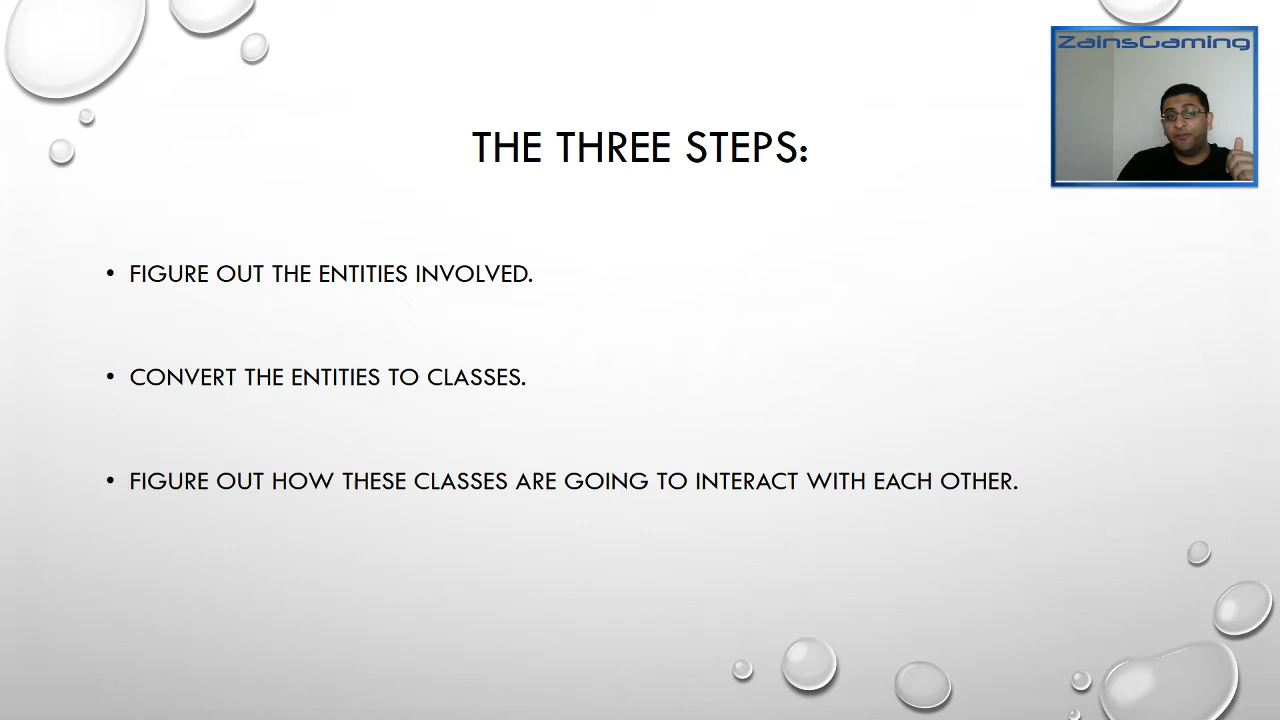 ZainsGaming
THE THREE STEPS:
• FIGURE OUT THE ENTITIES INVOLVED.
• CONVERT THE ENTITIES TO CLASSES.
• FIGURE OUT HOW THESE CLASSES ARE GOING TO INTERACT WITH EACH OTHER.